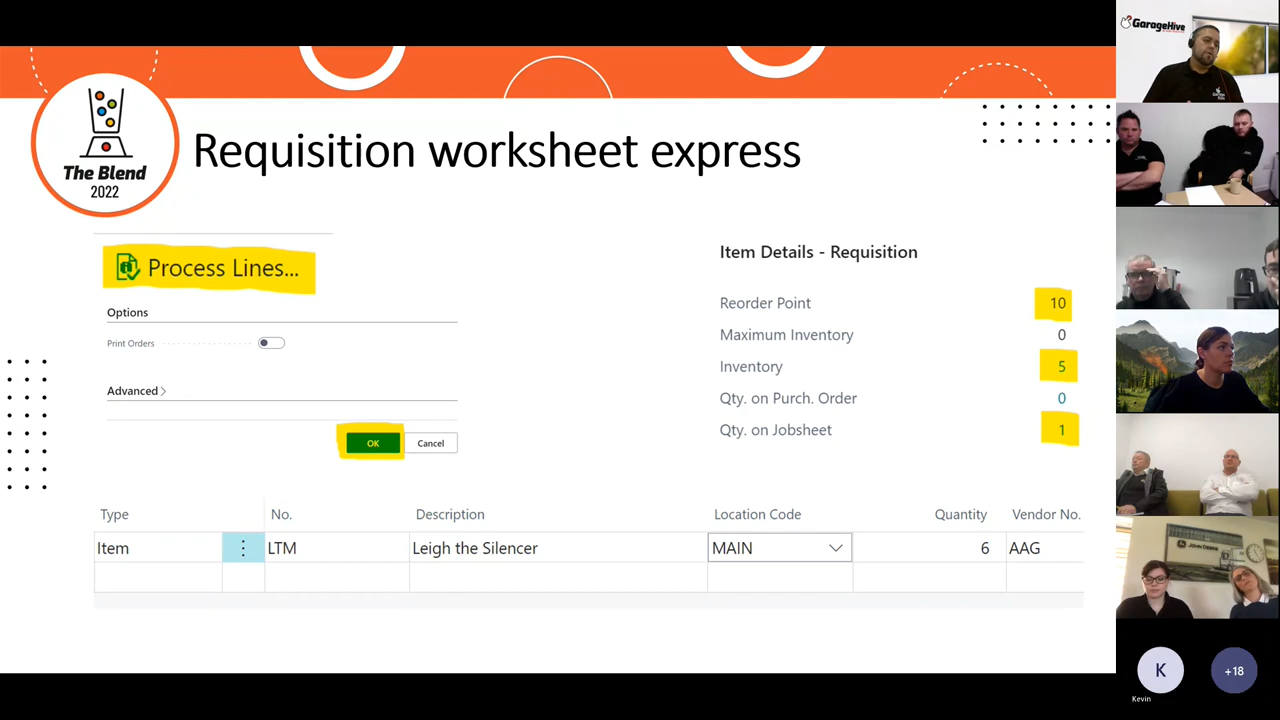 The Blend
2022
Requisition worksheet express
Process Lines...
Options
Print Orders
Advanced
OK
Cancel
Item Details - Requisition
Reorder Point 10
Maximum Inventory 0
Inventory 5
Qty. on Purch. Order 0
Qty. on Jobsheet 1
Type No. Description Location Code Quantity Vendor No.
Item LTM Leigh the Silencer MAIN 6 AAG
GarageHive
JOHN DEERE
K
Kevin
+18